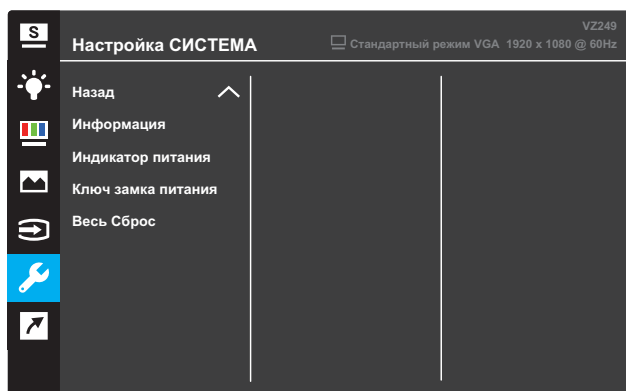 S
VZ249
Настройка СИСТЕМА
Стандартный режим VGA 1920 x 1080 @ 60Hz
Назад
Информация
Индикатор питания
Ключ замка питания
Весь Сброс